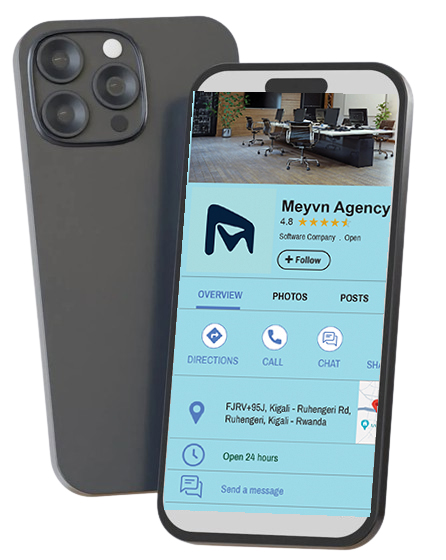 Meyvn Agency
4.8
Software Company . Open
+ Follow
OVERVIEW PHOTOS POSTS
DIRECTIONS CALL CHAT SHA
FJRV+95J, Kigali - Ruhengeri Rd,
Ruhengeri, Kigali - Rwanda
Open 24 hours
Send a message